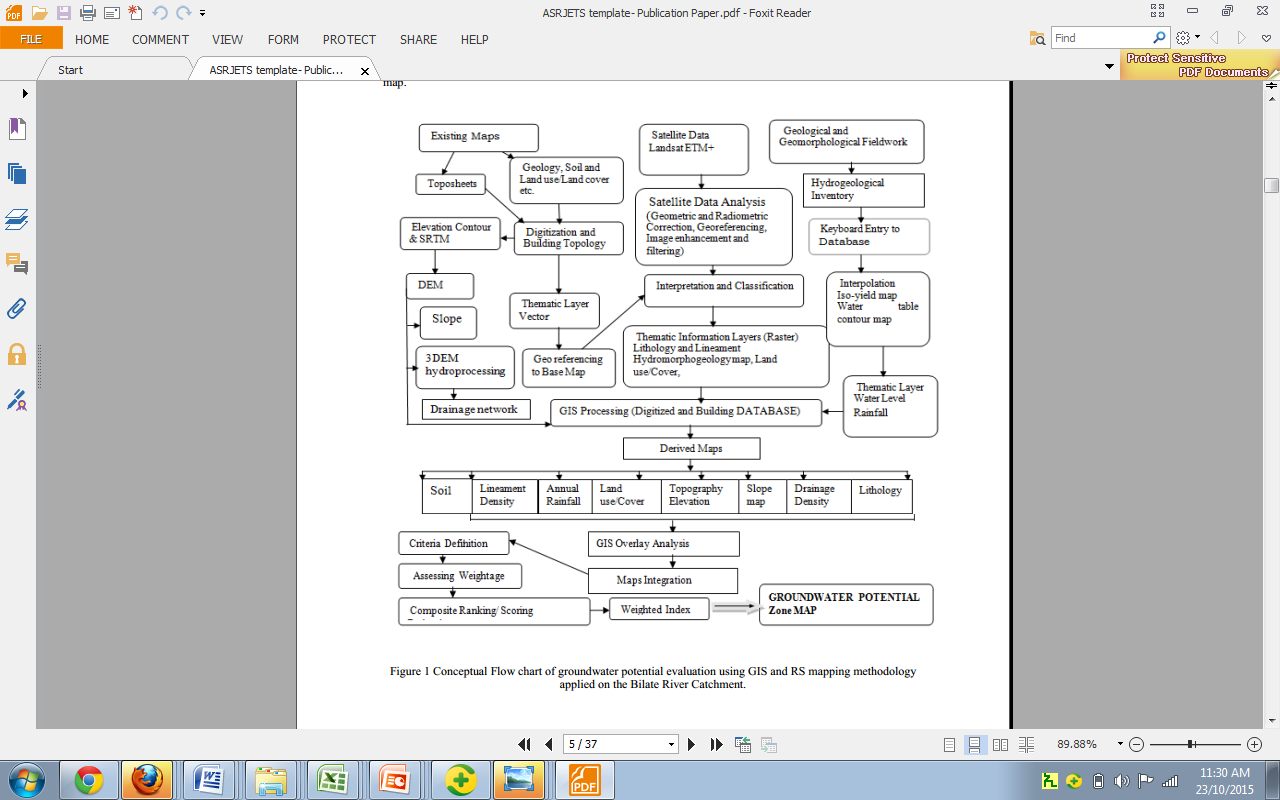 ASRJETS template- Publication Paper.pdf - Foxit Reader
FILE
HOME
COMMENT
VIEW
FORM
PROTECT
SHARE
HELP
Find
Start
ASRJETS template- Public...
Protect Sensitive
PDF Documents
map.
Existing Maps
Satellite Data
Landsat ETM+
Geological and
Geomorphological Fieldwork
Toposheets
Geology, Soil and
Land use/Land cover
etc.
Hydrogeological
Inventory
Satellite Data Analysis
(Geometric and Radiometric
Correction, Georeferencing,
Image enhancement and
filtering)
Elevation Contour
& SRTM
Digitization and
Building Topology
Keyboard Entry to
Database
DEM
Interpretation and Classification
Interpolation
Iso-yield map
Water table
contour map
Thematic Layer
Vector
Slope
Thematic Information Layers (Raster)
Lithology and Lineament
Hydromorphogeology map, Land
use/Cover,
3DEM
hydroprocessing
Geo referencing
to Base Map
Thematic Layer
Water Level
Rainfall
Drainage network
GIS Processing (Digitized and Building DATABASE)
Derived Maps
Soil
Lineament
Density
Annual
Rainfall
Land
use/Cover
Topography
Elevation
Slope
map
Drainage
Density
Lithology
Criteria Definition
GIS Overlay Analysis
Assessing Weightage
Maps Integration
Composite Ranking/ Scoring
Weighted Index
GROUNDWATER POTENTIAL
Zone MAP
Figure 1 Conceptual Flow chart of groundwater potential evaluation using GIS and RS mapping methodology
applied on the Bilate River Catchment.
5 / 37
89.88%
11:30 AM
23/10/2015